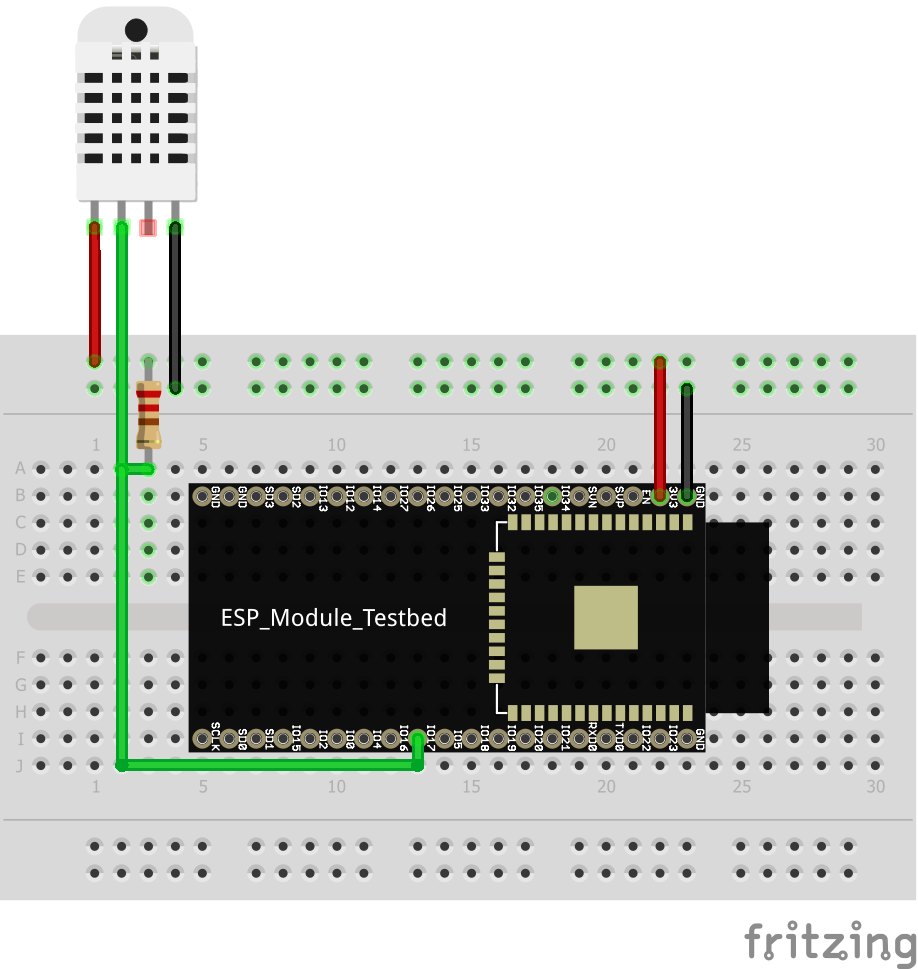 1 5 10 15 20 25 30
A
B
GND GND SD3 SD2 IO13 IO12 IO14 IO27 IO26 IO25 IO33 IO32 IO35 IO34 SVN SVP EN 3V3 GND
C
D
E
ESP_Module_Testbed
F
G
H
I
SCLK SD0 SD1 IO15 IO2 IO0 IO4 IO16 IO17 IO5 IO18 IO19 IO20 IO21 RXD0 TXD0 IO22 IO23 GND
J
1 5 10 15 20 25 30
fritzing